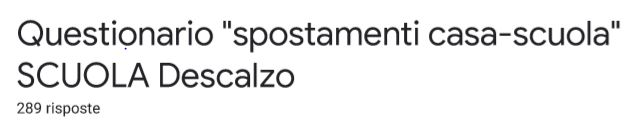 Questionario "spostamenti casa-scuola"
SCUOLA Descalzo
289 risposte